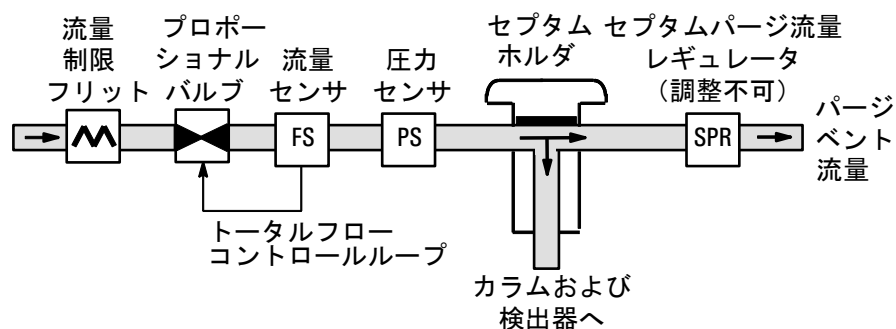 流量
制限
フリット
プロポー
ショナル
バルブ
流量
センサ
圧力
センサ
セプタム
ホルダ
セプタムパージ流量
レギュレータ
（調整不可）
パージ
ベント
流量
FS
PS
SPR
トータルフロー
コントロールループ
カラムおよび
検出器へ